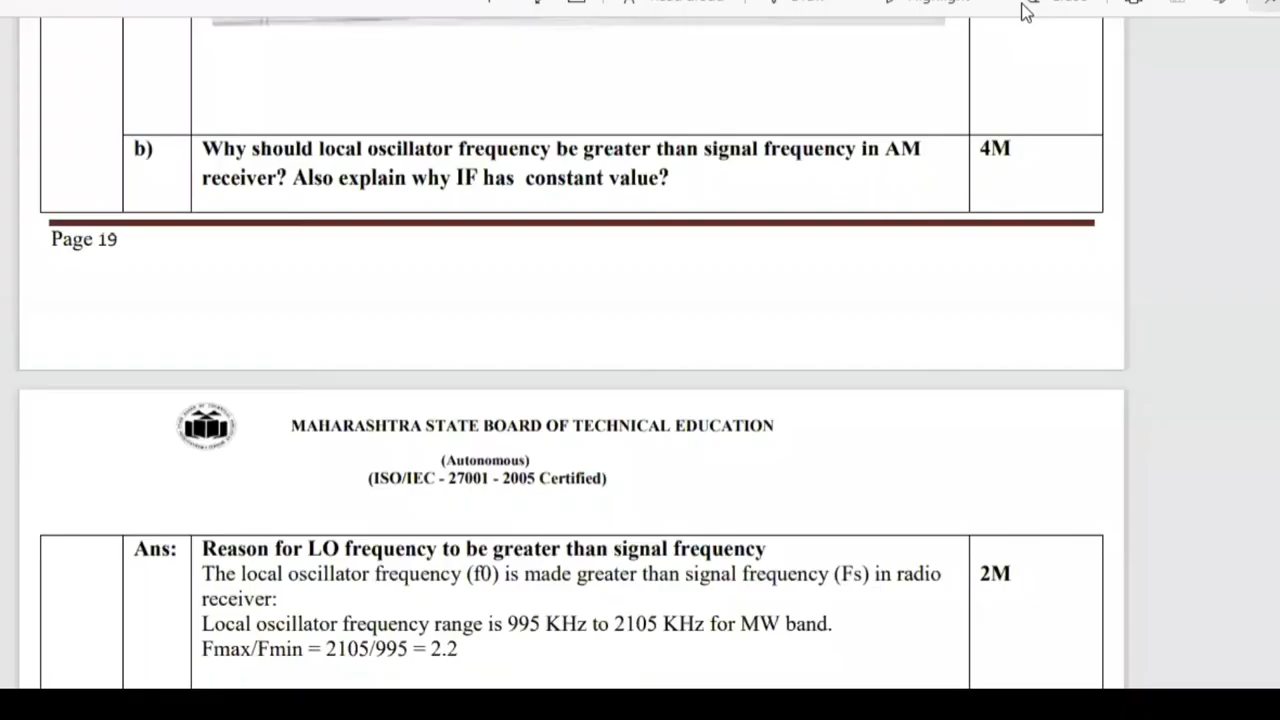 b)
Why should local oscillator frequency be greater than signal frequency in AM
receiver? Also explain why IF has constant value?
4M
Page 19
MAHARASHTRA STATE BOARD OF TECHNICAL EDUCATION
(Autonomous)
(ISO/IEC - 27001 - 2005 Certified)
Ans:
Reason for LO frequency to be greater than signal frequency
The local oscillator frequency (f0) is made greater than signal frequency (Fs) in radio
receiver:
Local oscillator frequency range is 995 KHz to 2105 KHz for MW band.
Fmax/Fmin = 2105/995 = 2.2
2M